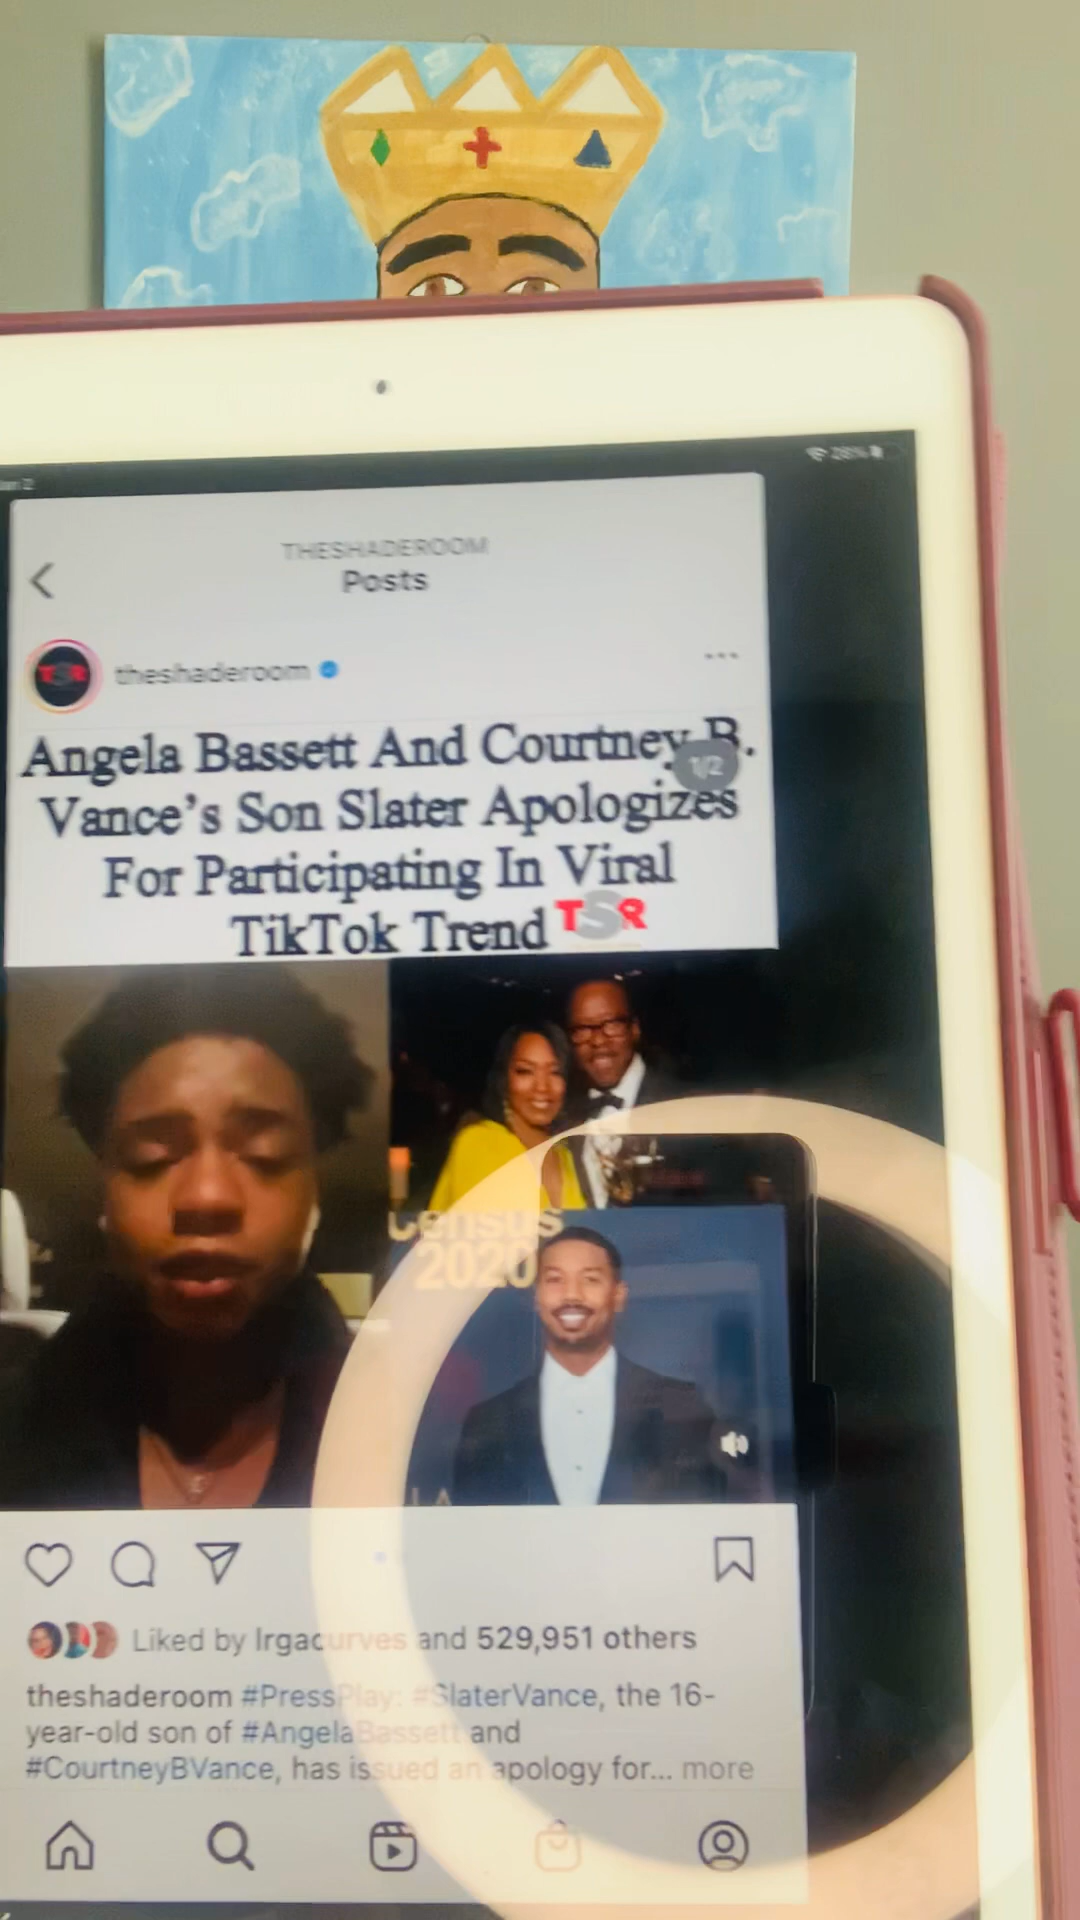 28%
THESHADEROOM
Posts
TSR
theshaderoom
Angela Bassett And Courtney B.
1/2
Vance's Son Slater Apologizes
For Participating In Viral
TikTok Trend TSR
Census
2020
Liked by lrgacurves and 529,951 others
theshaderoom #PressPlay: #SlaterVance, the 16-
year-old son of #AngelaBassett and
#CourtneyBVance, has issued an apology for... more